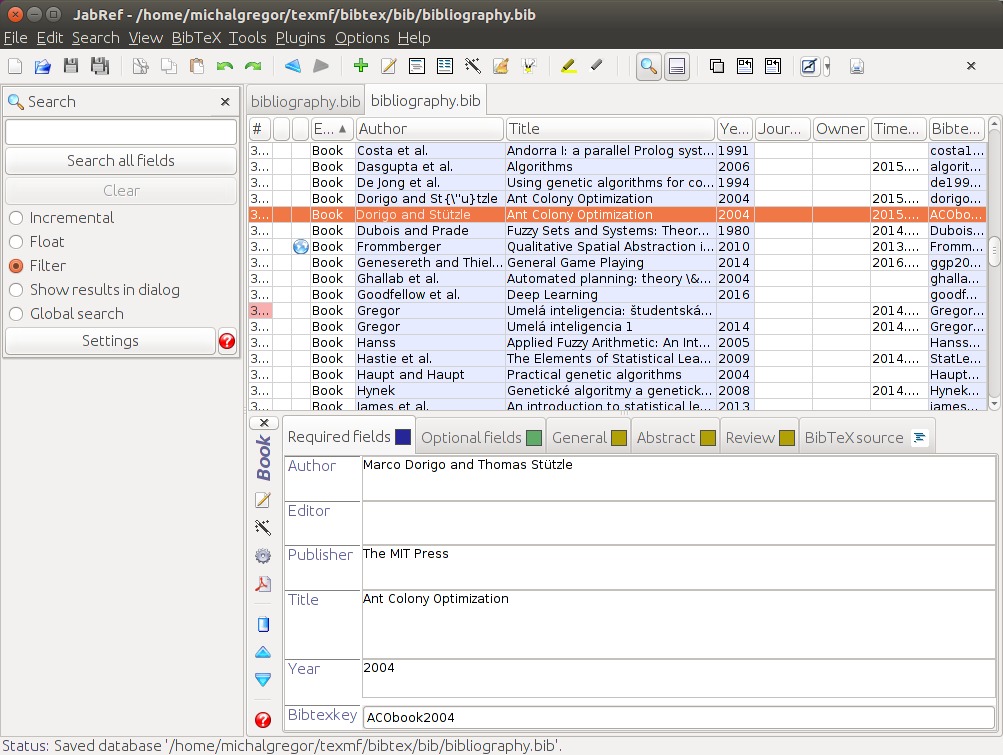 JabRef - /home/michalgregor/texmf/bibtex/bib/bibliography.bib
File Edit Search View BibTeX Tools Plugins Options Help
Search
Search all fields
Clear
Incremental
Float
Filter
Show results in dialog
Global search
Settings
bibliography.bib bibliography.bib
# E... Author Title Ye... Jour... Owner Time... Bibte...
3... Book Costa et al. Andorra I: a parallel Prolog syst... 1991 costa1...
3... Book Dasgupta et al. Algorithms 2006 2015.... algorit...
3... Book De Jong et al. Using genetic algorithms for co... 1994 de199...
3... Book Dorigo and St{\"u}tzle Ant Colony Optimization 2004 2015.... dorigo...
3... Book Dorigo and Stützle Ant Colony Optimization 2004 2015.... ACObo...
3... Book Dubois and Prade Fuzzy Sets and Systems: Theor... 1980 2014.... Dubois...
3... Book Frommberger Qualitative Spatial Abstraction i... 2010 2013.... Fromm...
3... Book Genesereth and Thiel... General Game Playing 2014 2016.... ggp20...
3... Book Ghallab et al. Automated planning: theory \&... 2004 ghalla...
3... Book Goodfellow et al. Deep Learning 2016 goodf...
3... Book Gregor Umelá inteligencia: študentská... 2014.... Gregor...
3... Book Gregor Umelá inteligencia 1 2014 2014.... Gregor...
3... Book Hanss Applied Fuzzy Arithmetic: An Int... 2005 Hanss...
3... Book Hastie et al. The Elements of Statistical Lea... 2009 2014.... StatLe...
3... Book Haupt and Haupt Practical genetic algorithms 2004 Haupt...
3... Book Hynek Genetické algoritmy a genetick... 2008 2014.... Hynek...
3... Book James et al. An introduction to statistical le... 2013 james...
Book
Required fields Optional fields General Abstract Review BibTeX source
Author Marco Dorigo and Thomas Stützle
Editor
Publisher The MIT Press
Title Ant Colony Optimization
Year 2004
Bibtexkey ACObook2004
Status: Saved database '/home/michalgregor/texmf/bibtex/bib/bibliography.bib'.